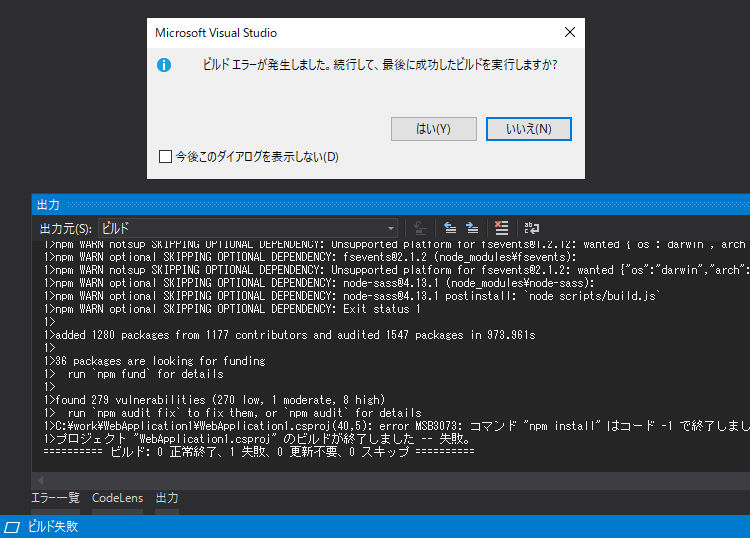 Microsoft Visual Studio
ビルド エラーが発生しました。続行して、最後に成功したビルドを実行しますか?
はい(Y)
いいえ(N)
今後このダイアログを表示しない(D)
出力
出力元(S): ビルド
1>npm WARN notsup SKIPPING OPTIONAL DEPENDENCY: Unsupported platform for fsevents@1.2.12: wanted {"os":"darwin","arch
1>npm WARN optional SKIPPING OPTIONAL DEPENDENCY: fsevents@2.1.2 (node_modules¥fsevents):
1>npm WARN notsup SKIPPING OPTIONAL DEPENDENCY: Unsupported platform for fsevents@2.1.2: wanted {"os":"darwin","arch":
1>npm WARN optional SKIPPING OPTIONAL DEPENDENCY: node-sass@4.13.1 (node_modules¥node-sass):
1>npm WARN optional SKIPPING OPTIONAL DEPENDENCY: node-sass@4.13.1 postinstall: `node scripts/build.js`
1>npm WARN optional SKIPPING OPTIONAL DEPENDENCY: Exit status 1
1>
1>added 1280 packages from 1177 contributors and audited 1547 packages in 973.961s
1>
1>36 packages are looking for funding
1>  run `npm fund` for details
1>
1>found 279 vulnerabilities (270 low, 1 moderate, 8 high)
1>  run `npm audit fix` to fix them, or `npm audit` for details
1>C:¥work¥WebApplication1¥WebApplication1.csproj(40,5): error MSB3073: コマンド "npm install" はコード -1 で終了しまし
1>プロジェクト "WebApplication1.csproj" のビルドが終了しました -- 失敗。
========== ビルド: 0 正常終了、1 失敗、0 更新不要、0 スキップ ==========
エラー一覧 CodeLens 出力
ビルド失敗